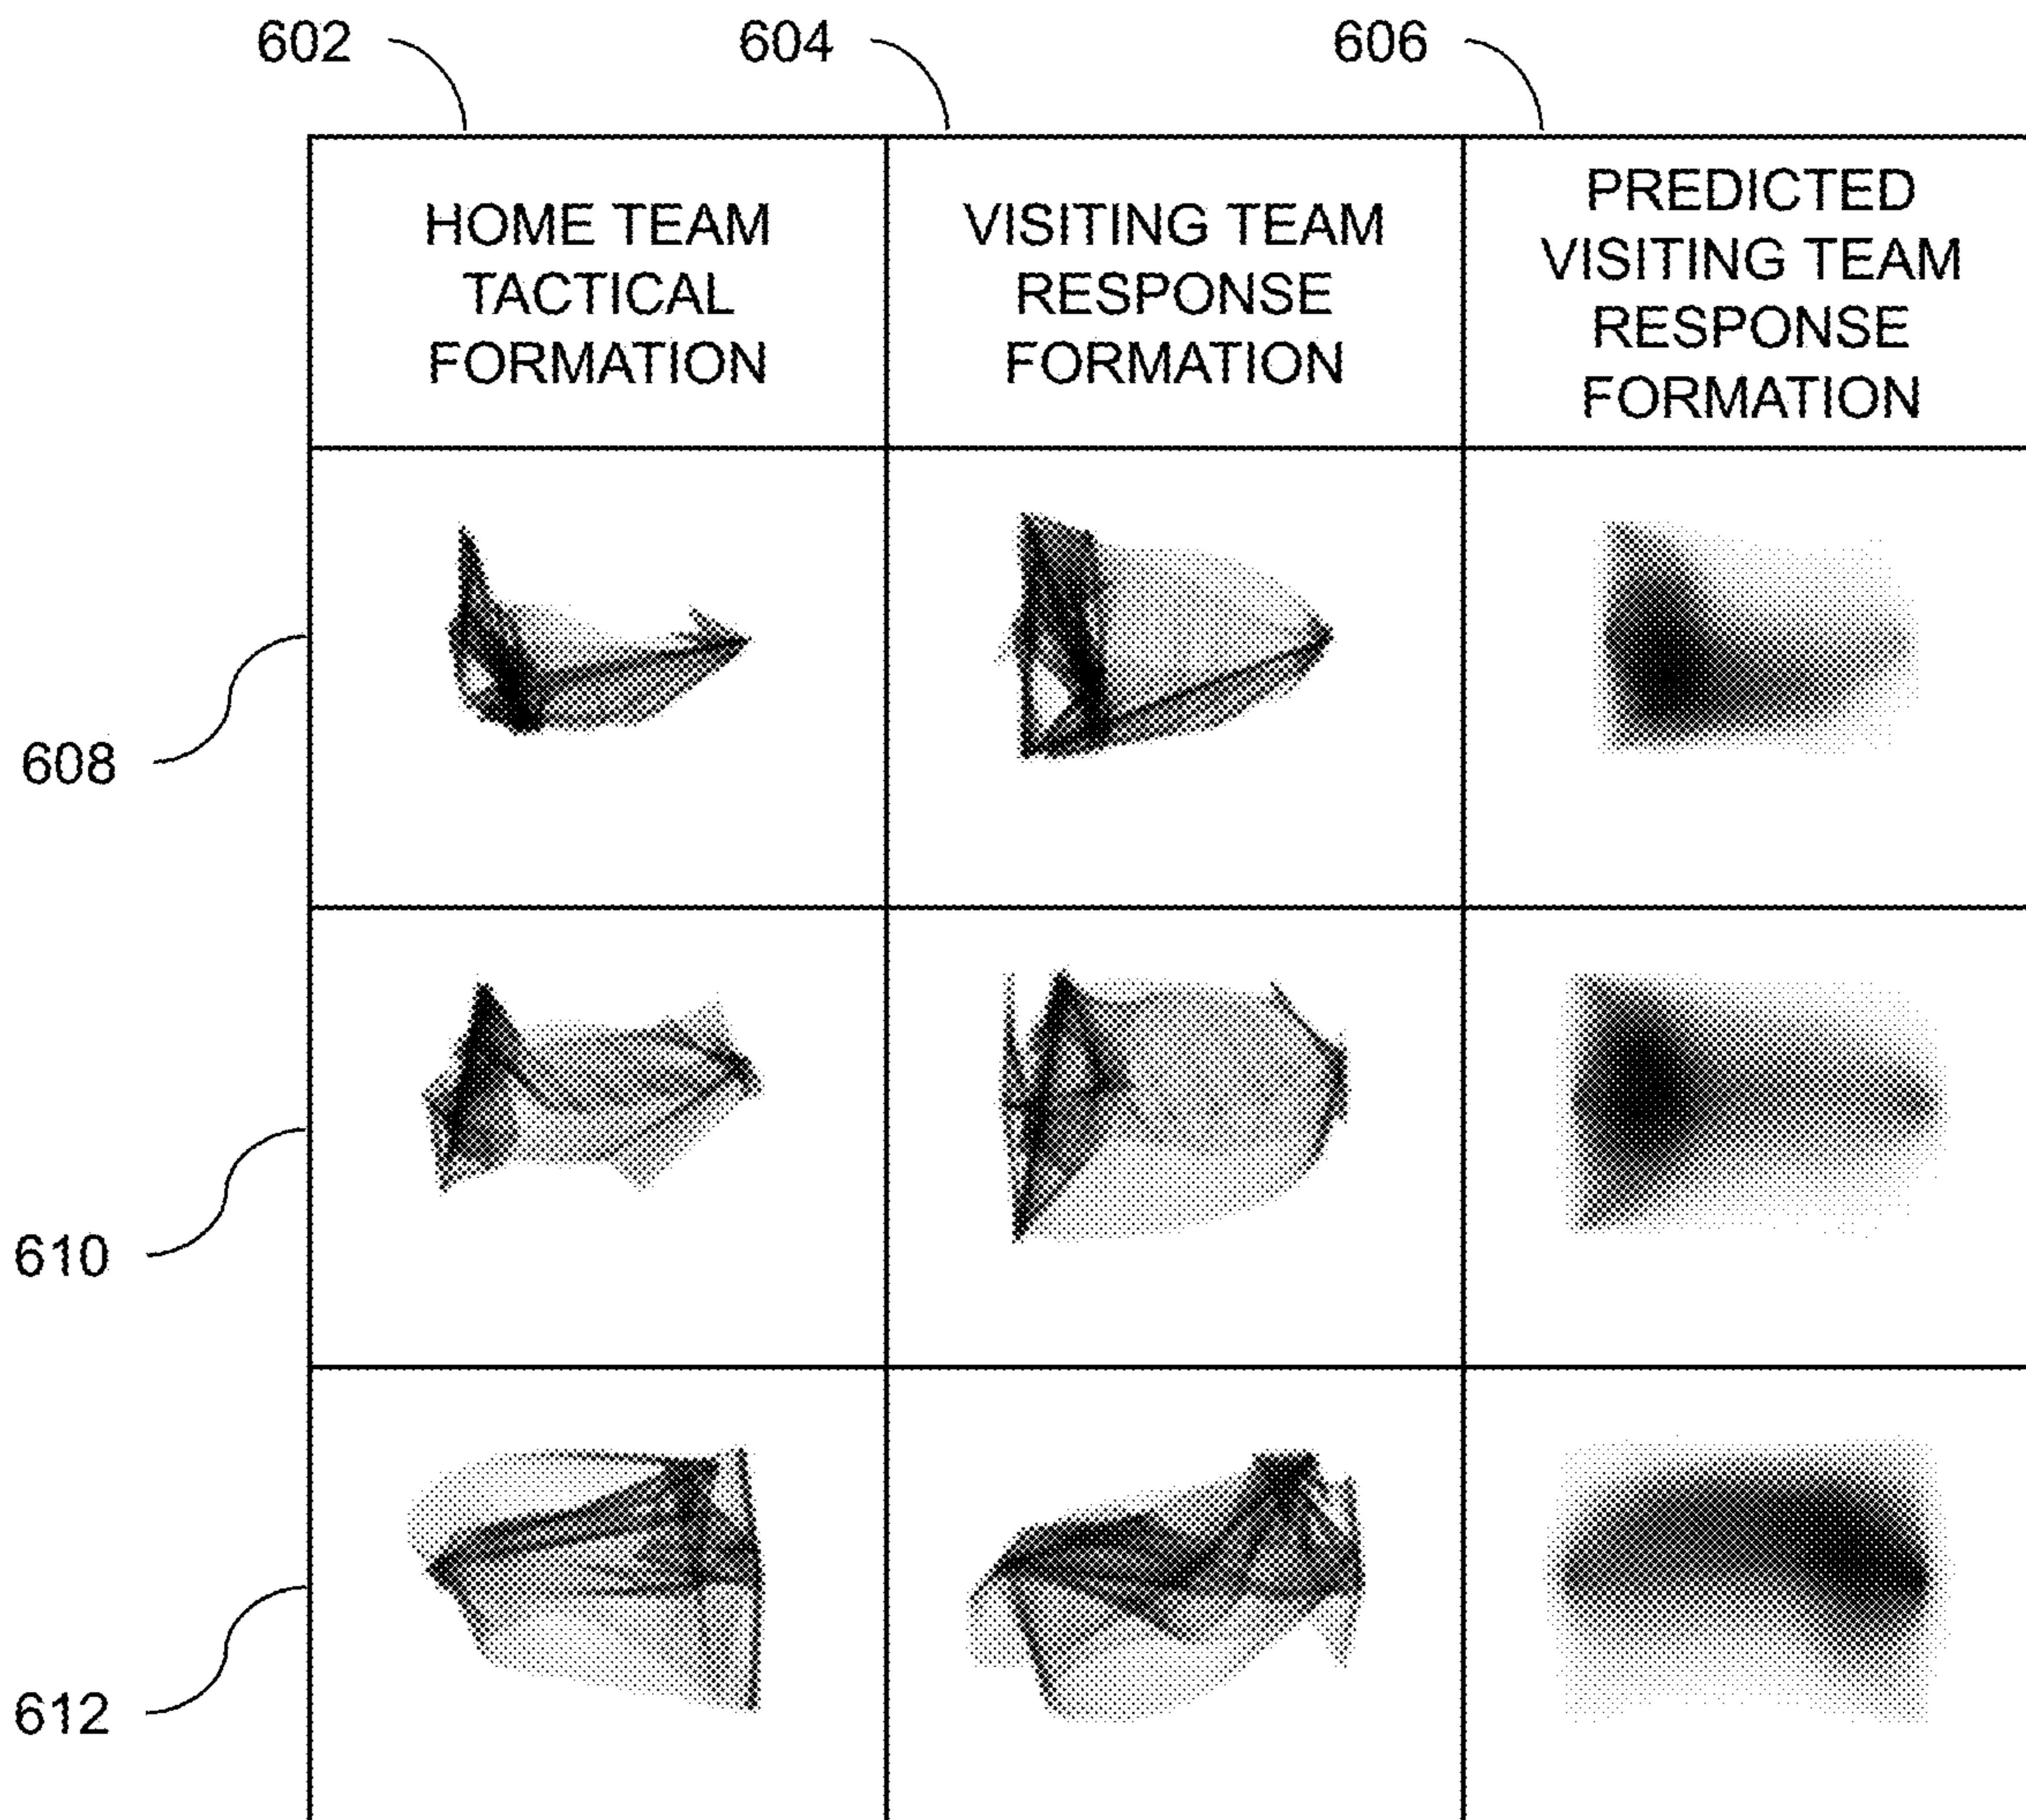 602
604
606
HOME TEAM
TACTICAL
FORMATION
VISITING TEAM
RESPONSE
FORMATION
PREDICTED
VISITING TEAM
RESPONSE
FORMATION
608
610
612